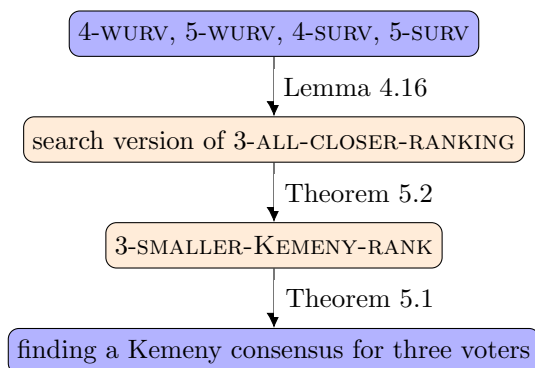 4-WURV, 5-WURV, 4-SURV, 5-SURV
Lemma 4.16
search version of 3-ALL-CLOSER-RANKING
Theorem 5.2
3-SMALLER-KEMENY-RANK
Theorem 5.1
finding a Kemeny consensus for three voters